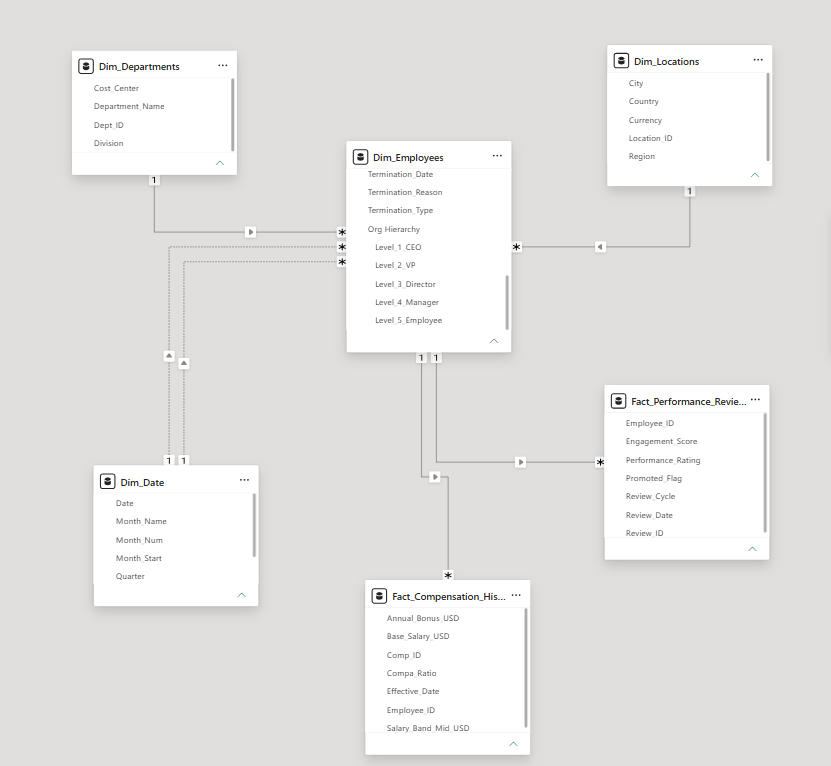 Dim_Departments
Cost_Center
Department_Name
Dept_ID
Division
1
Dim_Locations
City
Country
Currency
Location_ID
Region
1
Dim_Employees
Termination_Date
Termination_Reason
Termination_Type
Org Hierarchy
Level_1_CEO
Level_2_VP
Level_3_Director
Level_4_Manager
Level_5_Employee
*
*
*
*
1 1
Fact_Performance_Revie...
Employee_ID
Engagement_Score
Performance_Rating
Promoted_Flag
Review_Cycle
Review_Date
Review_ID
*
1 1
Dim_Date
Date
Month_Name
Month_Num
Month_Start
Quarter
*
Fact_Compensation_His...
Annual_Bonus_USD
Base_Salary_USD
Comp_ID
Compa_Ratio
Effective_Date
Employee_ID
Salary_Band_Mid_USD